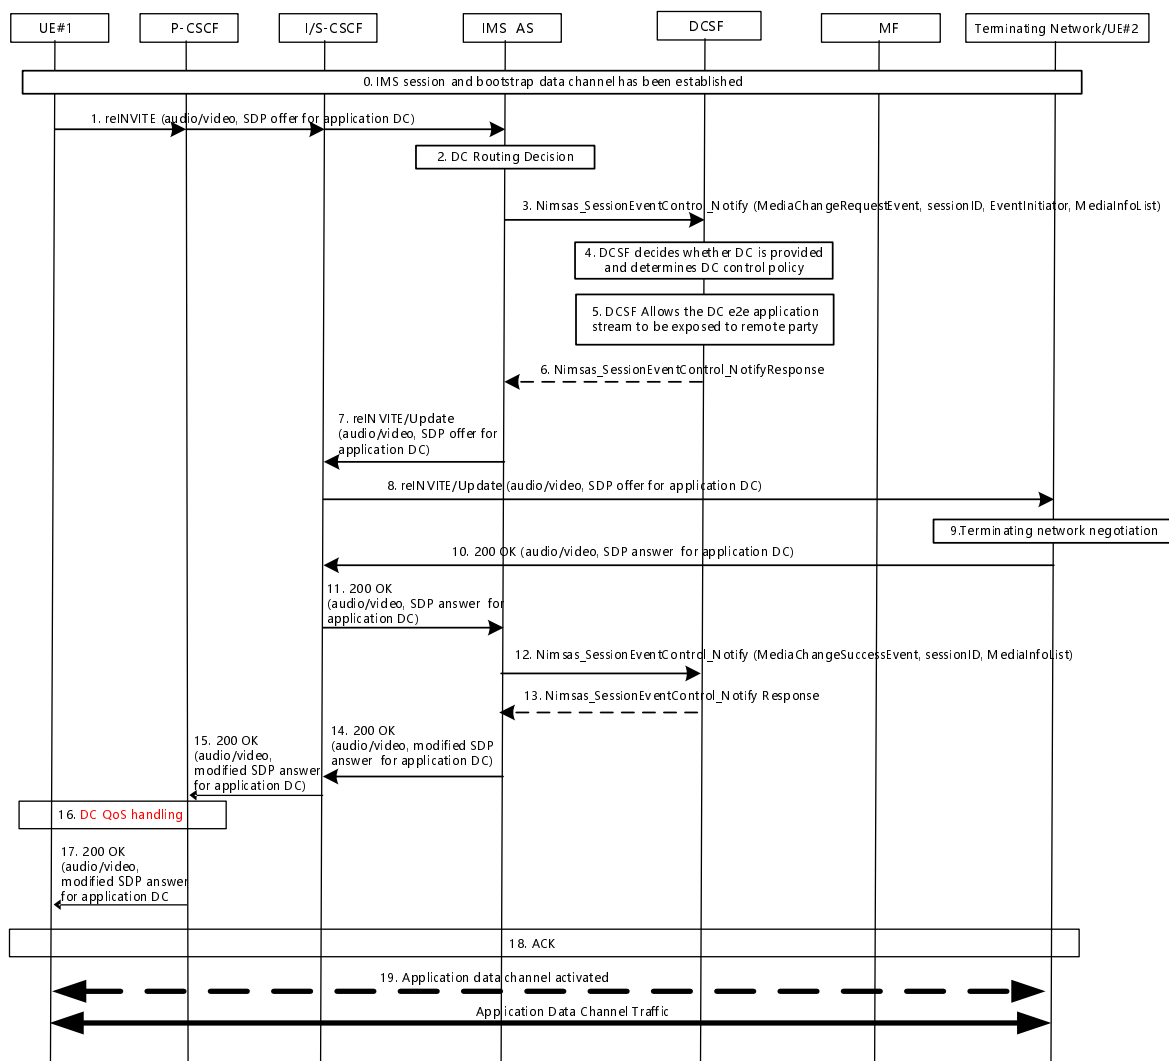 UE#1
P-CSCF
I/S-CSCF
IMS AS
DCSF
MF
Terminating Network/UE#2
0. IMS session and bootstrap data channel has been established
1. reINVITE (audio/video, SDP offer for application DC)
2. DC Routing Decision
3. Nimsas_SessionEventControl_Notify (MediaChangeRequestEvent, sessionID, EventInitiator, MediaInfoList)
4. DCSF decides whether DC is provided
and determines DC control policy
5. DCSF Allows the DC e2e application
stream to be exposed to remote party
6. Nimsas_SessionEventControl_NotifyResponse
7. reINVITE/Update
(audio/video, SDP offer for
application DC)
8. reINVITE/Update (audio/video, SDP offer for application DC)
9.Terminating network negotiation
10. 200 OK (audio/video, SDP answer for application DC)
11. 200 OK
(audio/video, SDP answer for
application DC)
12. Nimsas_SessionEventControl_Notify (MediaChangeSuccessEvent, sessionID, MediaInfoList)
13. Nimsas_SessionEventControl_Notify Response
14. 200 OK
(audio/video, modified SDP
answer for application DC)
15. 200 OK
(audio/video,
modified SDP answer
for application DC)
16. DC QoS handling
17. 200 OK
(audio/video,
modified SDP answer
for application DC
18. ACK
19. Application data channel activated
Application Data Channel Traffic